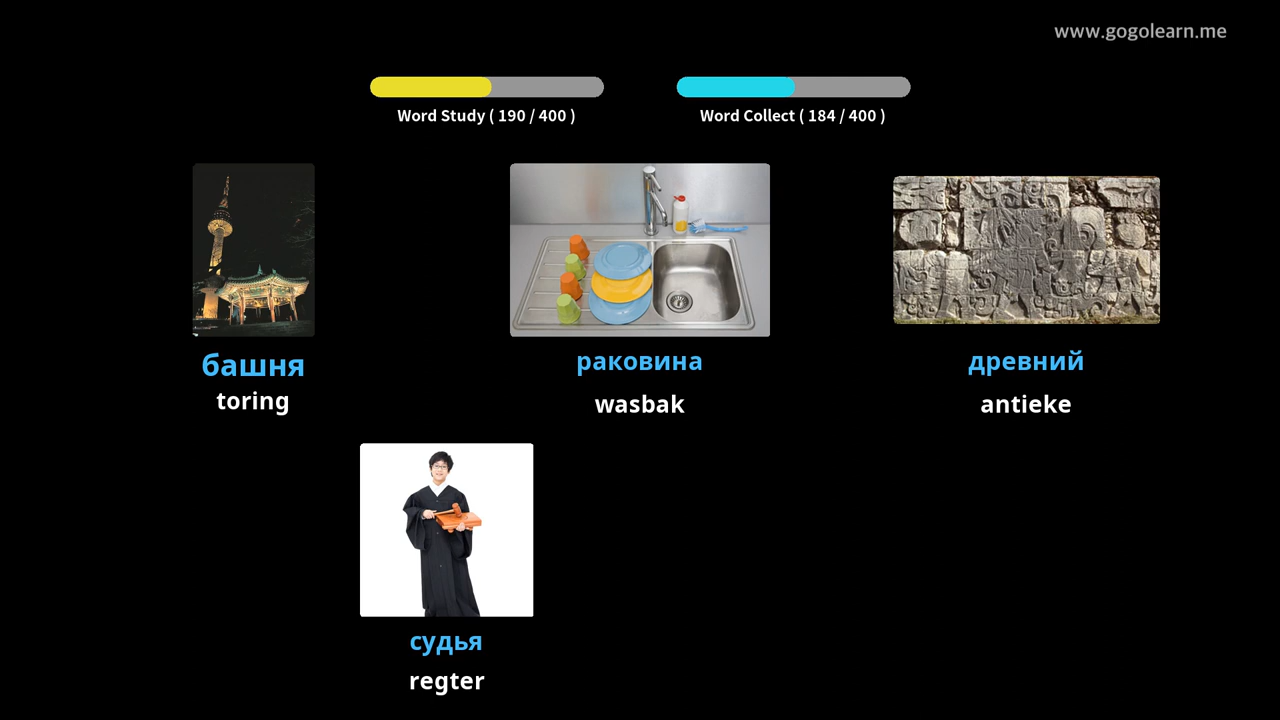 www.gogolearn.me
Word Study ( 190 / 400 )
Word Collect ( 184 / 400 )
башня
toring
раковина
wasbak
древний
antieke
судья
regter